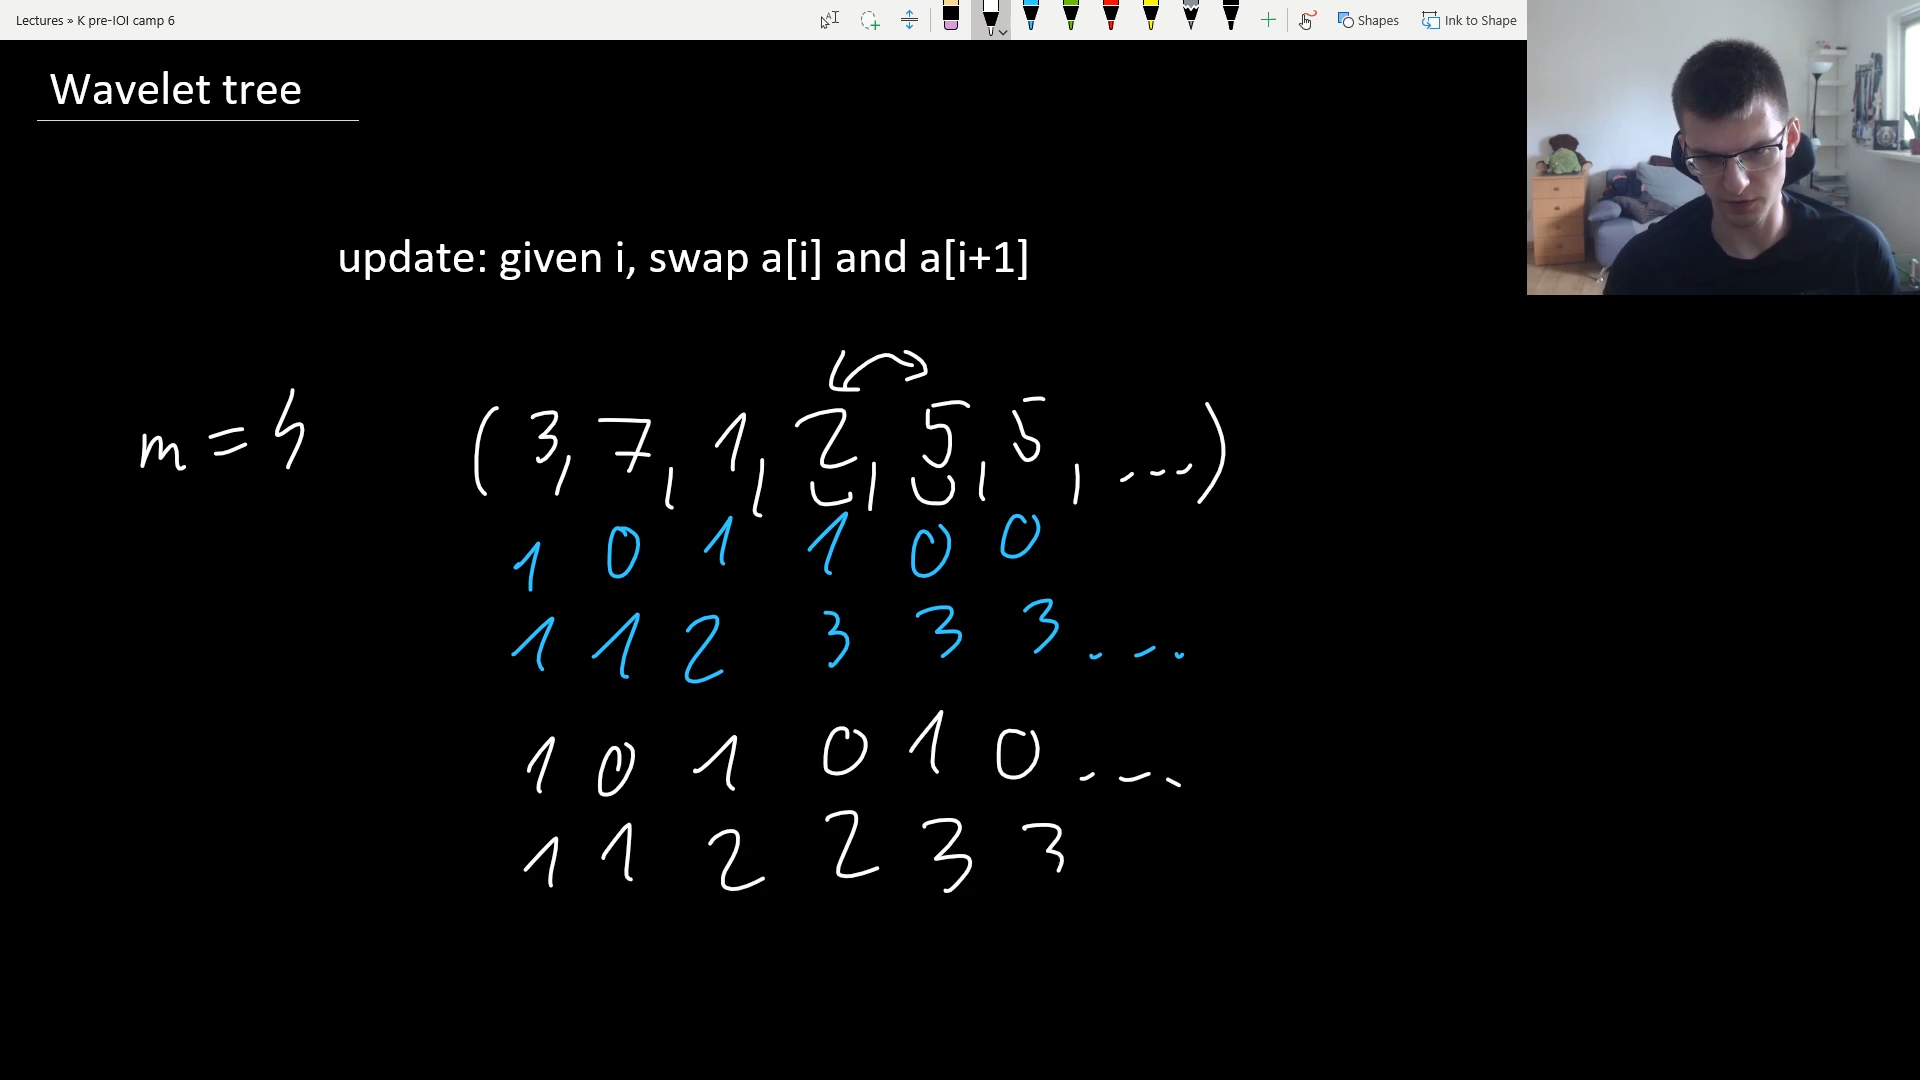 Lectures » K pre-IOI camp 6
Shapes
Ink to Shape
Wavelet tree
update: given i, swap a[i] and a[i+1]
m = 4 (3, 7, 1, 2, 5, 5, ...)
1 0 1 1 0 0
1 1 2 3 3 3 ...
1 0 1 0 1 0 ...
1 1 2 2 3 3